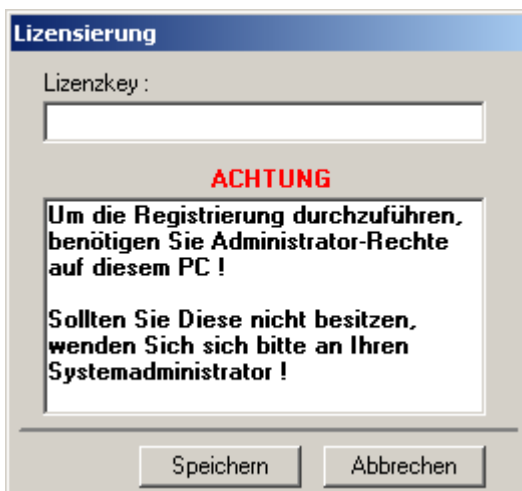 Lizensierung
Lizenzkey :
ACHTUNG
Um die Registrierung durchzuführen,
benötigen Sie Administrator-Rechte
auf diesem PC !
Sollten Sie Diese nicht besitzen,
wenden Sich sich bitte an Ihren
Systemadministrator !
Speichern
Abbrechen